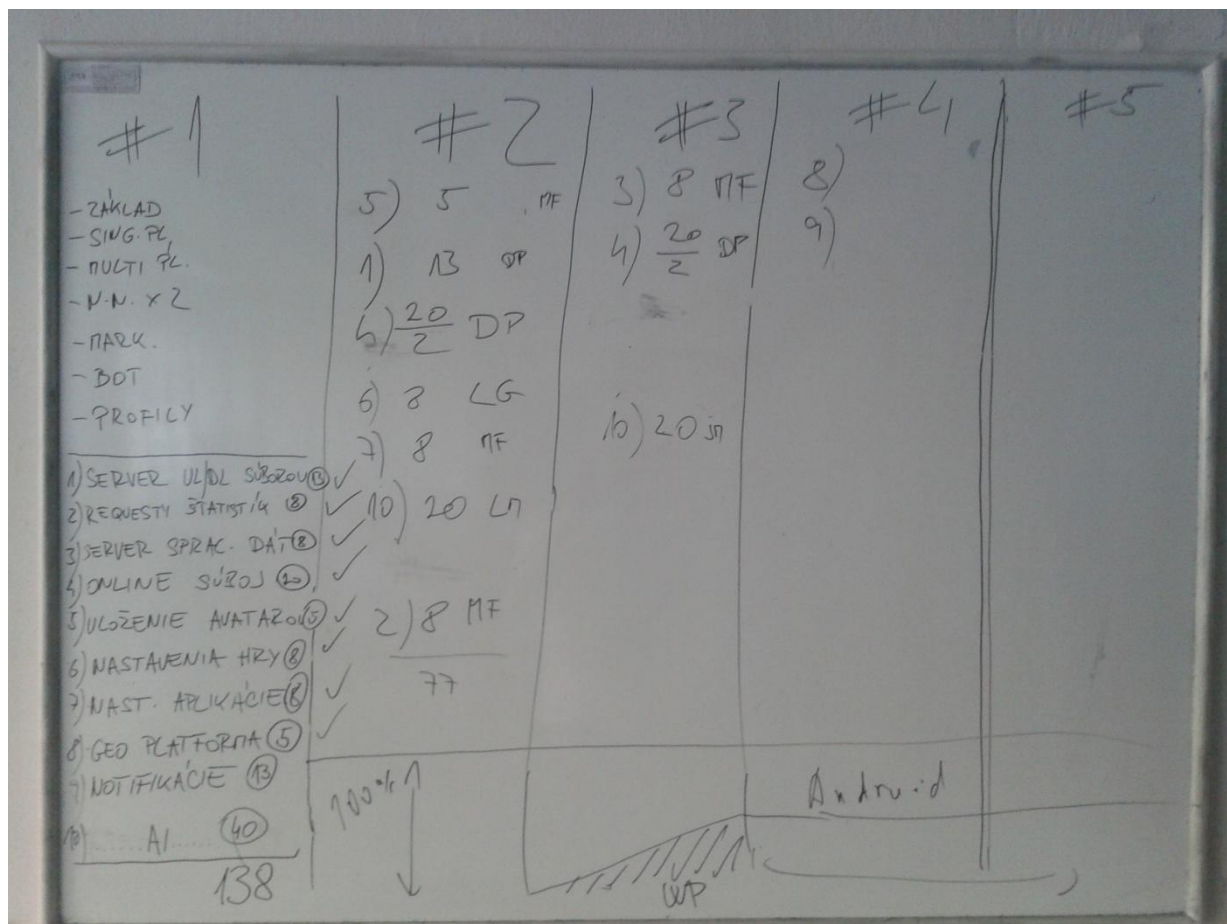 #1
- ZÁKLAD
- SING. PL.
- MULTI PL.
- N.N. x 2
- MARK.
- BOT
- PROFILY
1) SERVER UL/DL SÚBOROV 13 ✓
2) REQUESTY ŠTATISTÍK 8 ✓
3) SERVER SPRAC. DÁT 8 ✓
4) ONLINE SÚBOJ 20 ✓
5) ULOŽENIE AVATAROV 5 ✓
6) NASTAVENIA HRY 8 ✓
7) NAST. APLIKÁCIE 8 ✓
8) GEO PLATFORMA 5 ✓
9) NOTIFIKÁCIE 13
10) AI 40
138
#2
5) 5 MF
1) 13 DP
20/2 DP
6) 8 LG
7) 8 MF
10) 20 LM
2) 8 MF
77
#3
3) 8 MF
4) 20/2 DP
20
#4
8)
9)
#5
100%
WP
Android